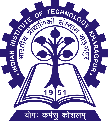 INDIAN INSTITUTE OF TECHNOLOGY, KHARAGPUR
1951
योगः कर्मसु कौशलम्